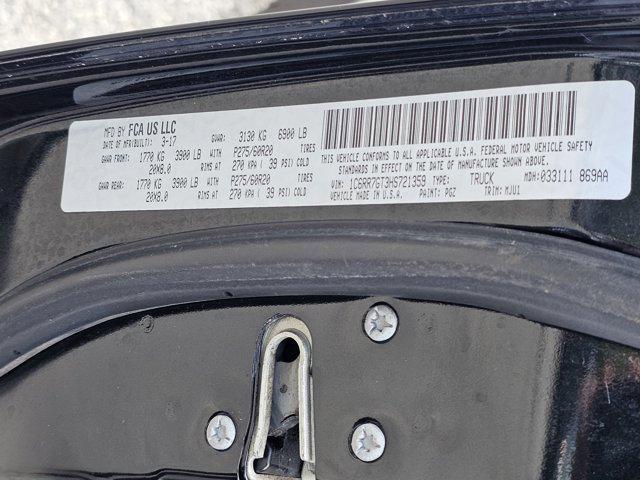 MFD BY FCA US LLC
DATE OF MFR(BUILT): 3-17 GVWR: 3130 KG 6900 LB
GAWR FRONT: 1770 KG 3900 LB WITH P275/60R20 TIRES
20X8.0 RIMS AT 270 KPA ( 39 PSI) COLD
GAWR REAR: 1770 KG 3900 LB WITH P275/60R20 TIRES
20X8.0 RIMS AT 270 KPA ( 39 PSI) COLD
THIS VEHICLE CONFORMS TO ALL APPLICABLE U.S.A. FEDERAL MOTOR VEHICLE SAFETY
STANDARDS IN EFFECT ON THE DATE OF MANUFACTURE SHOWN ABOVE.
VIN: 1C6RR7GT3HS721359 TYPE: TRUCK MDH: 033111 869AA
VEHICLE MADE IN U.S.A. PAINT: PGZ TRIM: MJU1